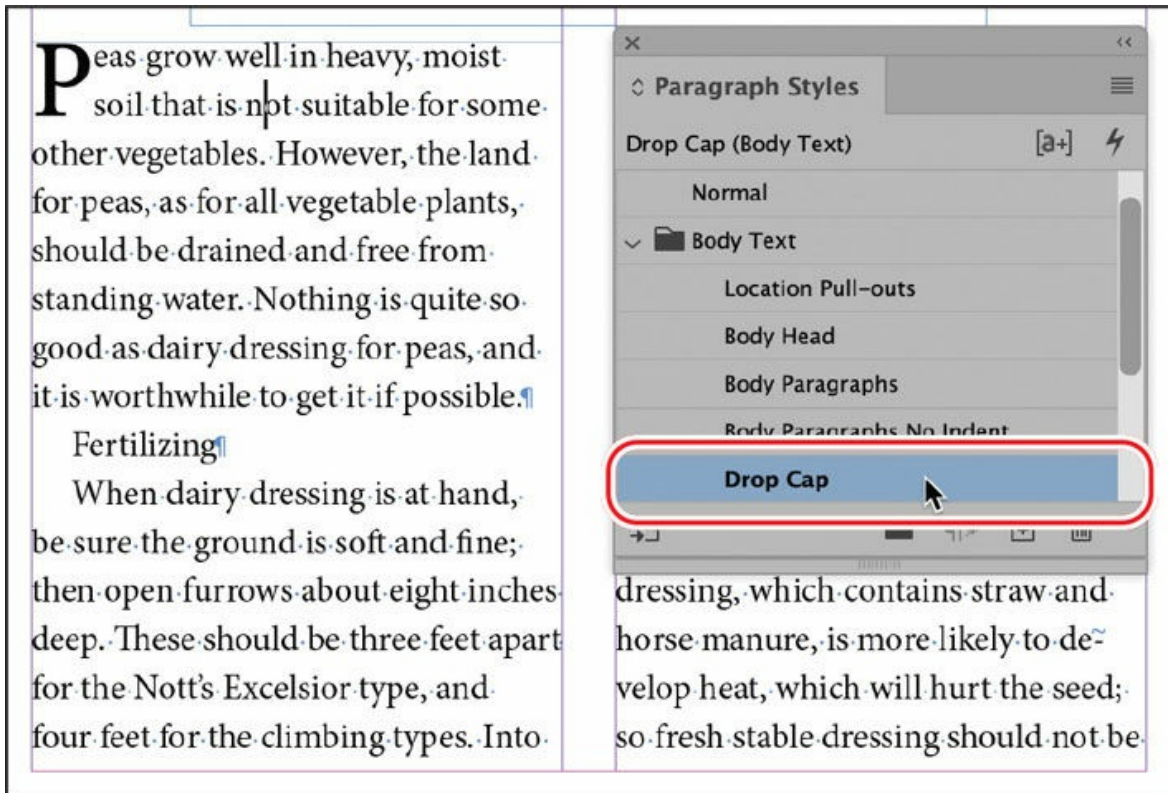 Peas grow well in heavy, moist
soil that is not suitable for some
other vegetables. However, the land
for peas, as for all vegetable plants,
should be drained and free from
standing water. Nothing is quite so
good as dairy dressing for peas, and
it is worthwhile to get it if possible.¶
Fertilizing¶
When dairy dressing is at hand,
be sure the ground is soft and fine;
then open furrows about eight inches
deep. These should be three feet apart
for the Nott's Excelsior type, and
four feet for the climbing types. Into
Paragraph Styles
Drop Cap (Body Text)
[a+]
Normal
Body Text
Location Pull-outs
Body Head
Body Paragraphs
Body Paragraphs No Indent
Drop Cap
dressing, which contains straw and
horse manure, is more likely to de~
velop heat, which will hurt the seed;
so fresh stable dressing should not be